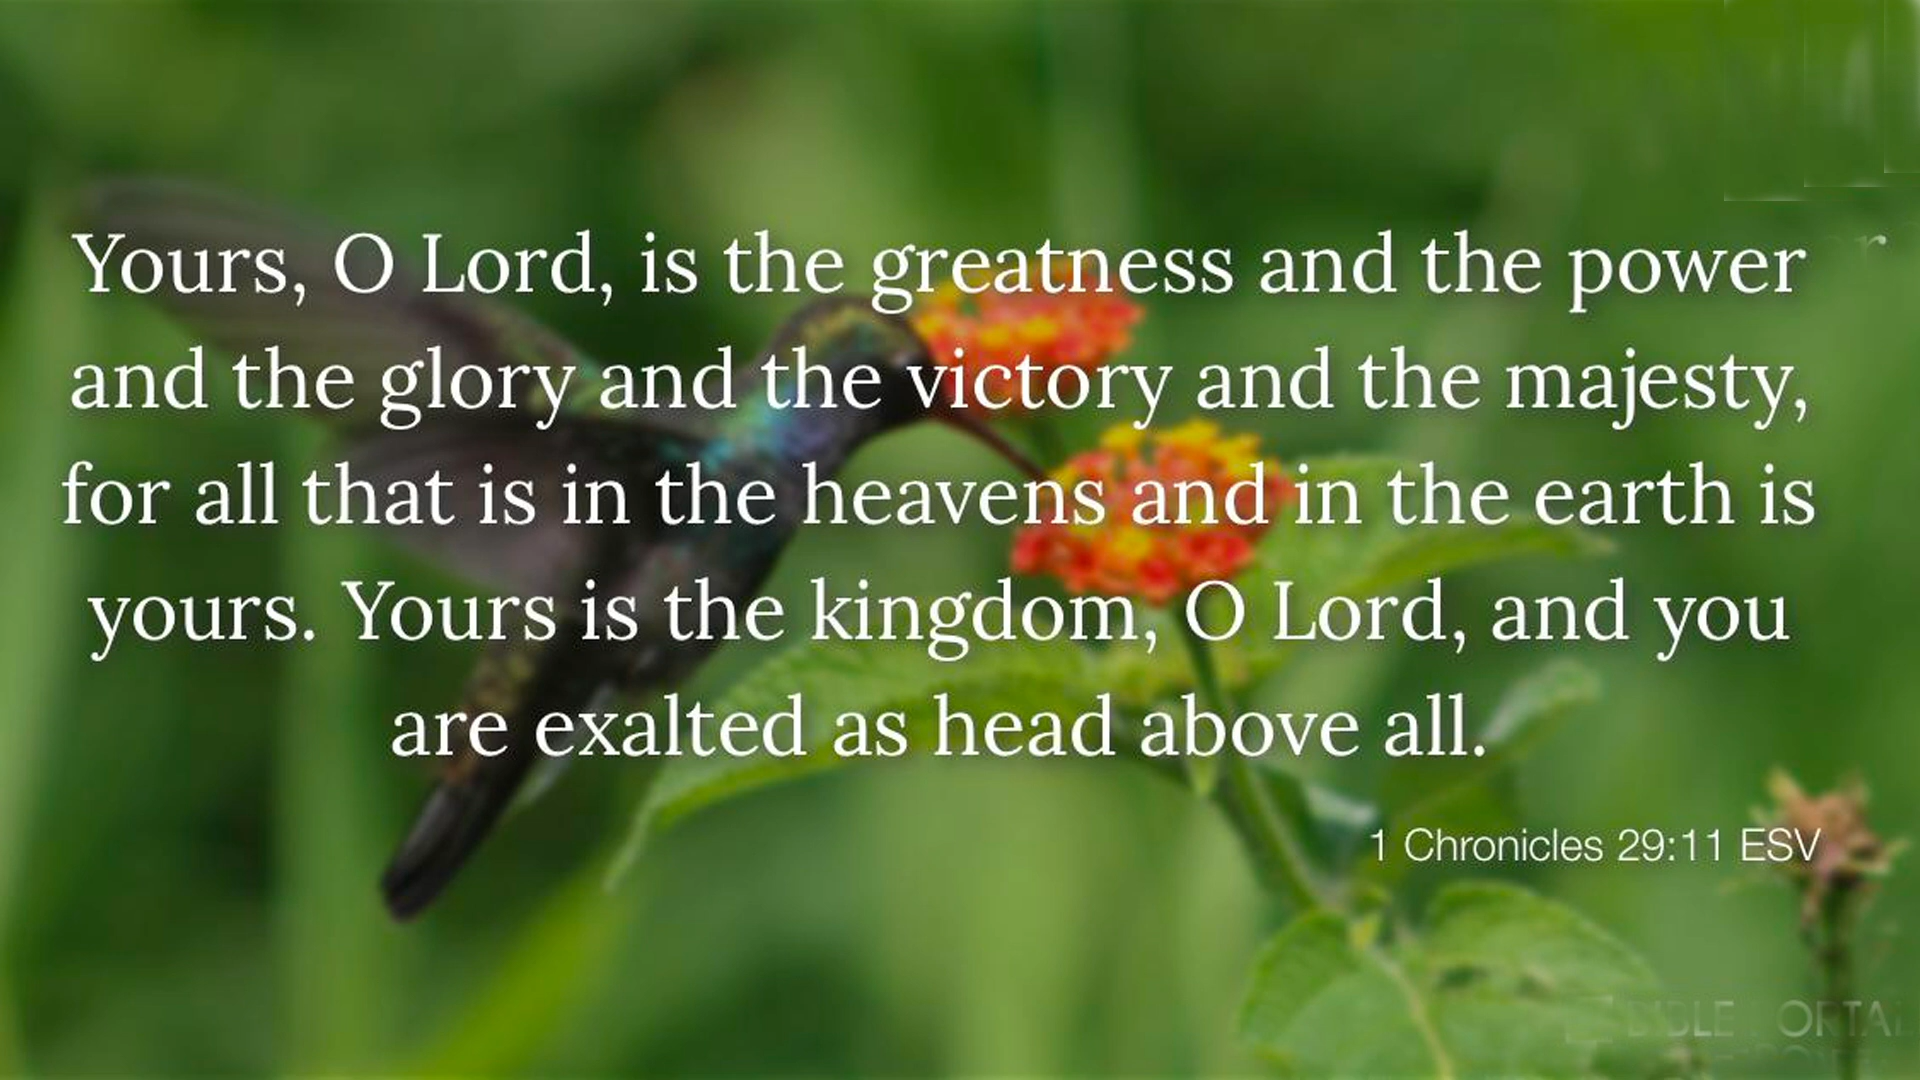 Yours, O Lord, is the greatness and the power
and the glory and the victory and the majesty,
for all that is in the heavens and in the earth is
yours. Yours is the kingdom, O Lord, and you
are exalted as head above all.
1 Chronicles 29:11 ESV